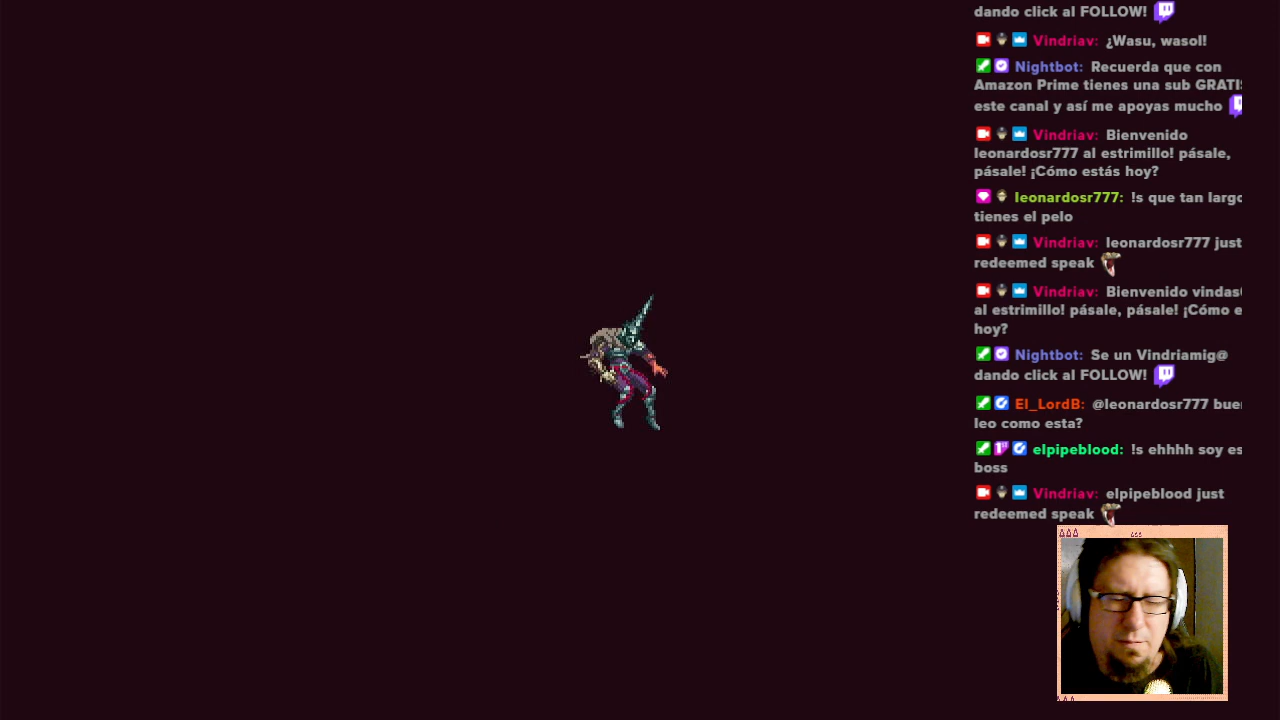 dando click al FOLLOW!
Vindriav: ¿Wasu, wasol!
Nightbot: Recuerda que con
Amazon Prime tienes una sub GRATIS
este canal y así me apoyas mucho
Vindriav: Bienvenido
leonardosr777 al estrimillo! pásale,
pásale! ¡Cómo estás hoy?
leonardosr777: !s que tan largo
tienes el pelo
Vindriav: leonardosr777 just
redeemed speak
Vindriav: Bienvenido
al estrimillo! pásale, pásale! ¡Cómo e
hoy?
Nightbot: Se un Vindriamig@
dando click al FOLLOW!
El_LordB: @leonardosr777 bue
leo como esta?
elpipeblood: !s ehhhh soy es
boss
Vindriav: elpipeblood just
redeemed speak